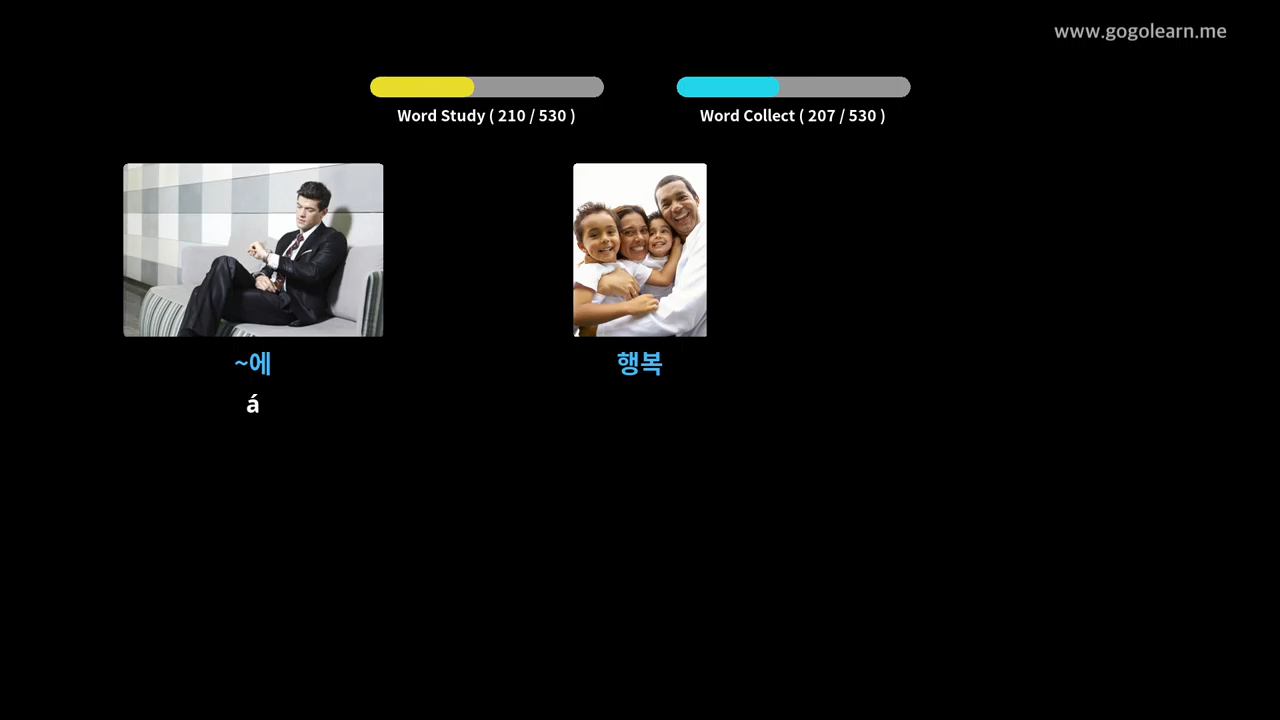 www.gogolearn.me
Word Study ( 210 / 530 )
Word Collect ( 207 / 530 )
~에
행복
á